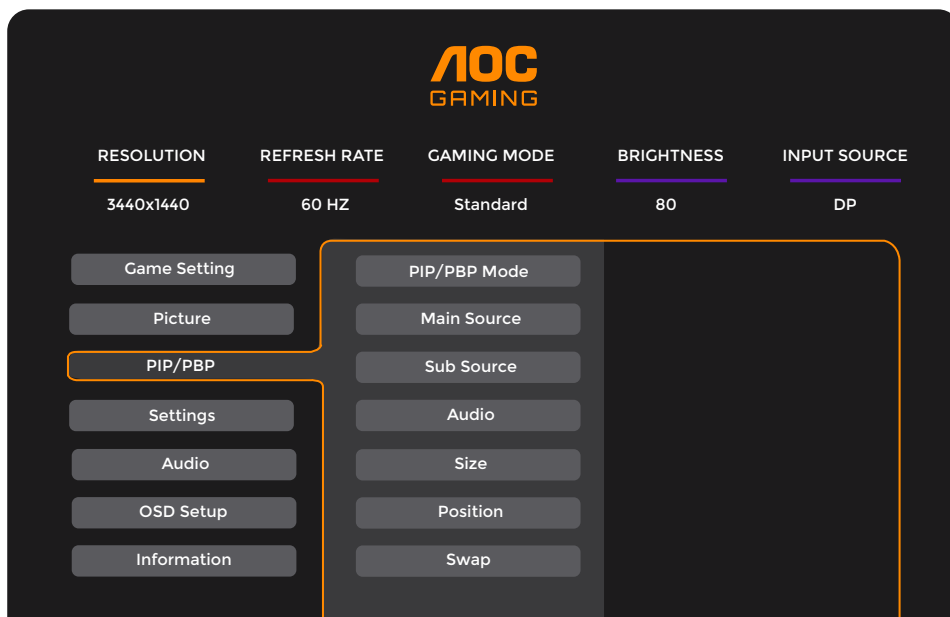 AOC
GAMING
RESOLUTION REFRESH RATE GAMING MODE BRIGHTNESS INPUT SOURCE
3440x1440 60 HZ Standard 80 DP
Game Setting
Picture
PIP/PBP
Settings
Audio
OSD Setup
Information
PIP/PBP Mode
Main Source
Sub Source
Audio
Size
Position
Swap